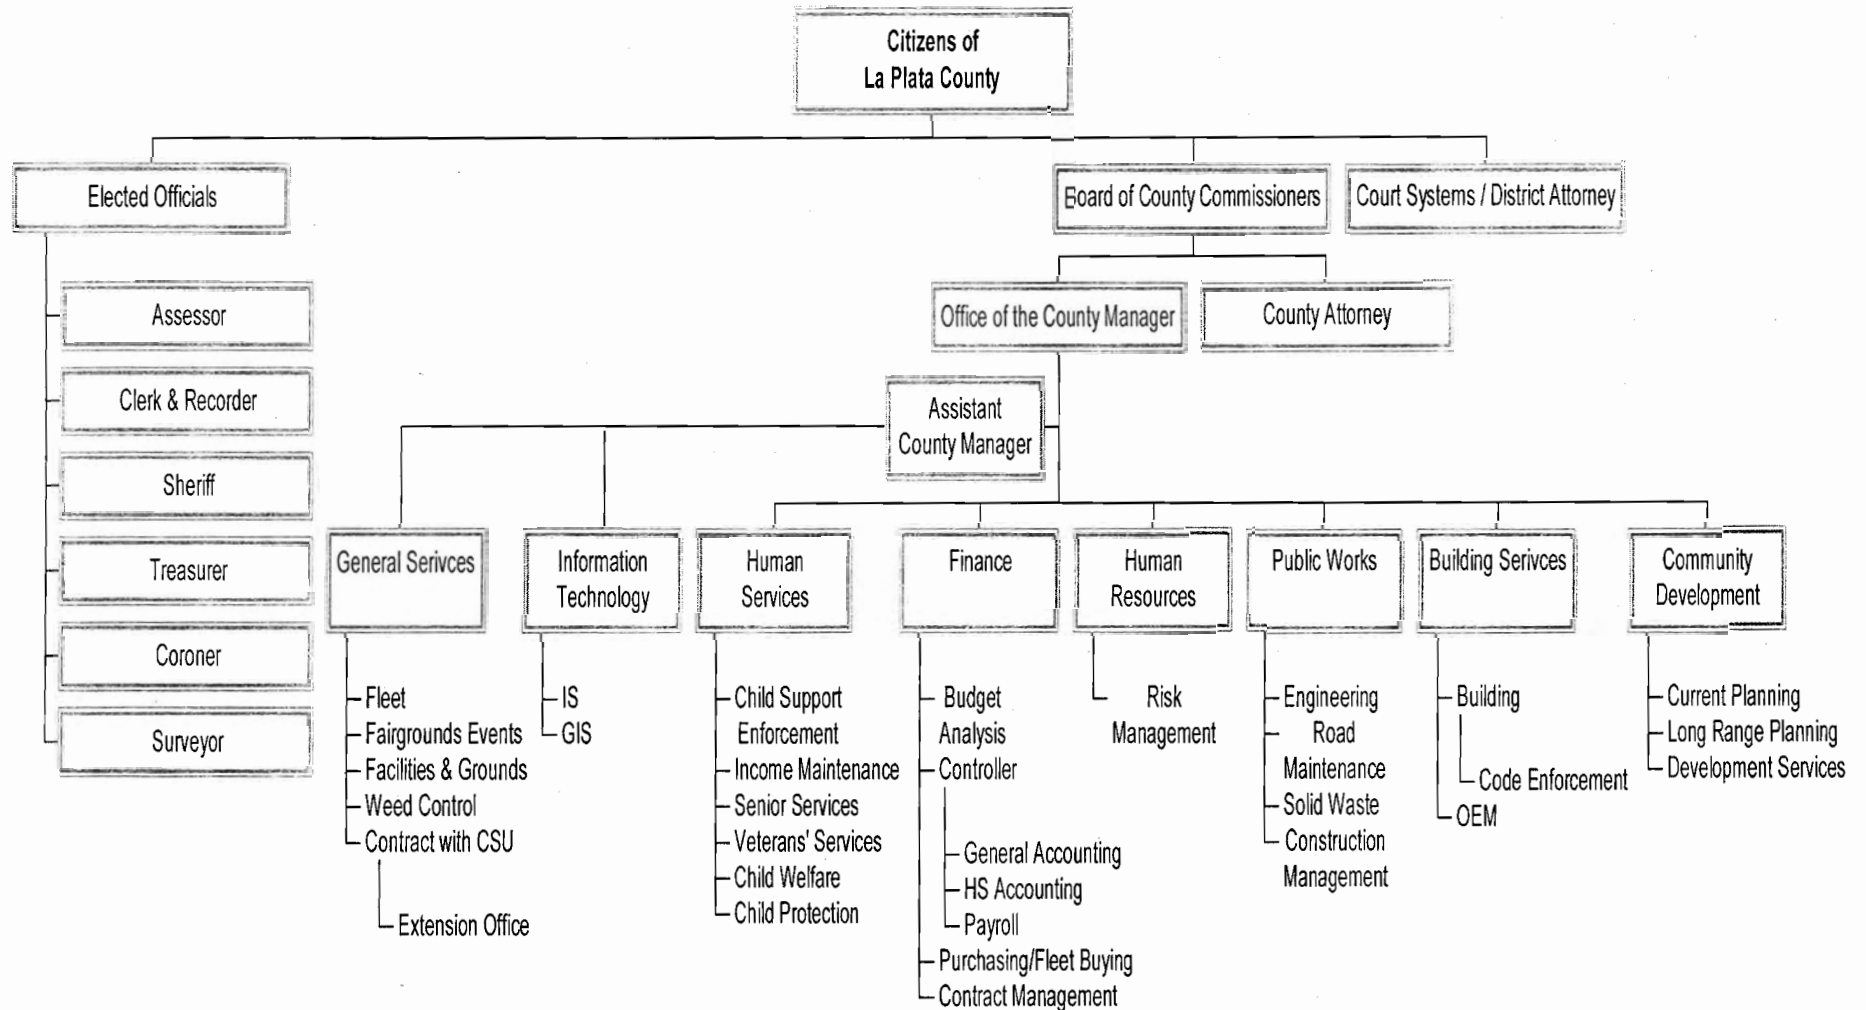 Citizens of
La Plata County
Elected Officials
Board of County Commissioners
Court Systems / District Attorney
Assessor
Clerk & Recorder
Sheriff
Treasurer
Coroner
Surveyor
Office of the County Manager
County Attorney
Assistant
County Manager
General Serivces
Fleet
Fairgrounds Events
Facilities & Grounds
Weed Control
Contract with CSU
Extension Office
Information
Technology
IS
GIS
Human
Services
Child Support
Enforcement
Income Maintenance
Senior Services
Veterans' Services
Child Welfare
Child Protection
Finance
Budget
Analysis
Controller
General Accounting
HS Accounting
Payroll
Purchasing/Fleet Buying
Contract Management
Human
Resources
Risk
Management
Public Works
Engineering
Road
Maintenance
Solid Waste
Construction
Management
Building Serivces
Building
Code Enforcement
OEM
Community
Development
Current Planning
Long Range Planning
Development Services